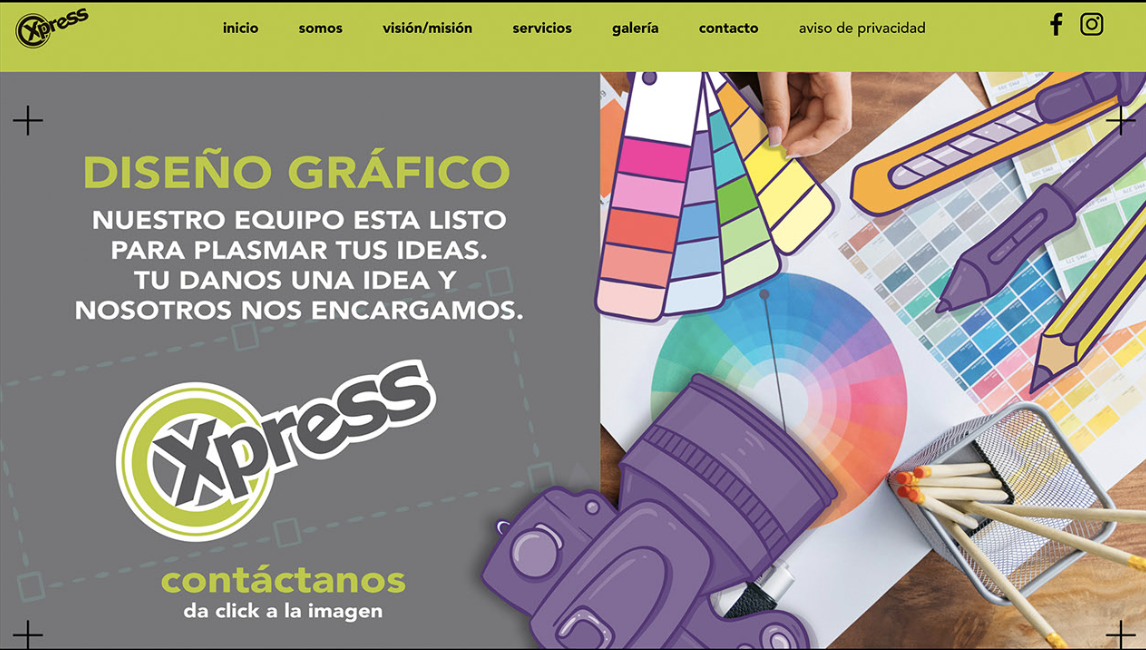 Xpress
inicio somos visión/misión servicios galería contacto aviso de privacidad
DISEÑO GRÁFICO
NUESTRO EQUIPO ESTA LISTO
PARA PLASMAR TUS IDEAS.
TU DANOS UNA IDEA Y
NOSOTROS NOS ENCARGAMOS.
Xpress
contáctanos
da click a la imagen